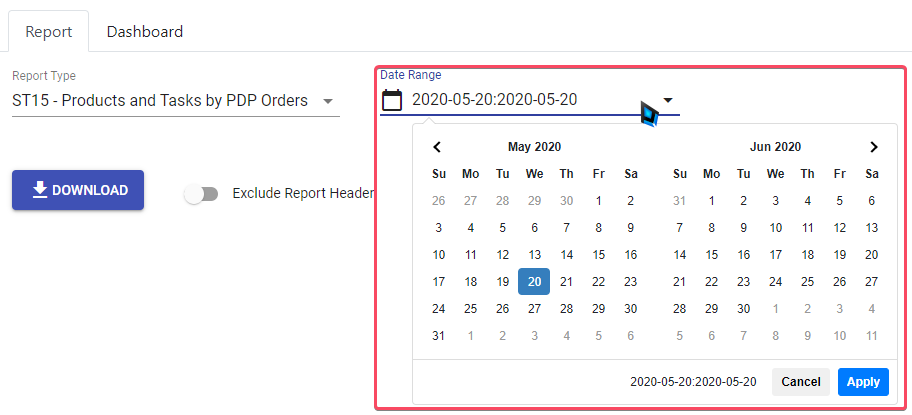 Report Dashboard
Report Type
ST15 - Products and Tasks by PDP Orders
DOWNLOAD
Exclude Report Header
Date Range
2020-05-20:2020-05-20
May 2020
Su Mo Tu We Th Fr Sa
26 27 28 29 30 1 2
3 4 5 6 7 8 9
10 11 12 13 14 15 16
17 18 19 20 21 22 23
24 25 26 27 28 29 30
31 1 2 3 4 5 6
Jun 2020
Su Mo Tu We Th Fr Sa
31 1 2 3 4 5 6
7 8 9 10 11 12 13
14 15 16 17 18 19 20
21 22 23 24 25 26 27
28 29 30 1 2 3 4
5 6 7 8 9 10 11
2020-05-20:2020-05-20 Cancel Apply